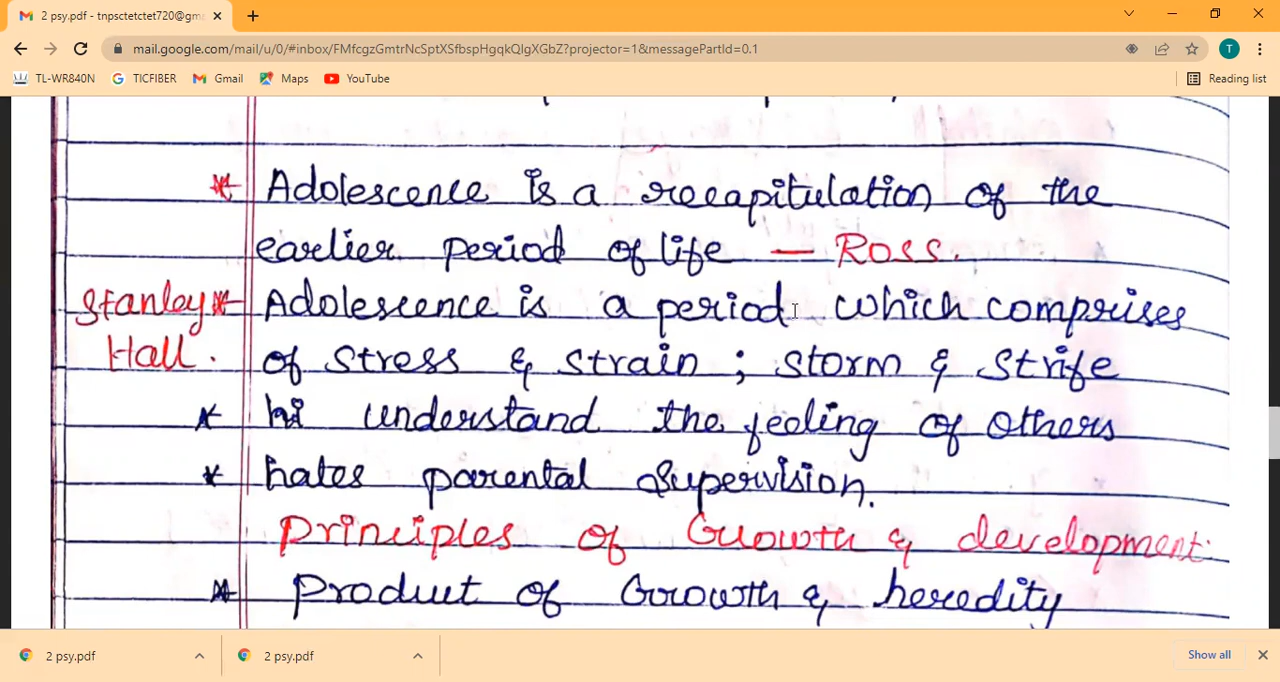 2 psy.pdf - tnpsctetctet720@gm
mail.google.com/mail/u/0/#inbox/FMfcgzGmtrNcSptXSfbspHgqkQlgXGbZ?projector=1&messagePartId=0.1
T
TL-WR840N TICFIBER Gmail Maps YouTube Reading list
* Adolescence is a recapitulation of the
earlier period of life — Ross.
Stanley * Adolescence is a period which comprises
Hall. of stress & strain ; storm & strife
* understand the feeling of others
* hates parental supervision.
Principles of Growth & development.
* Product of Growth & heredity
2 psy.pdf 2 psy.pdf Show all